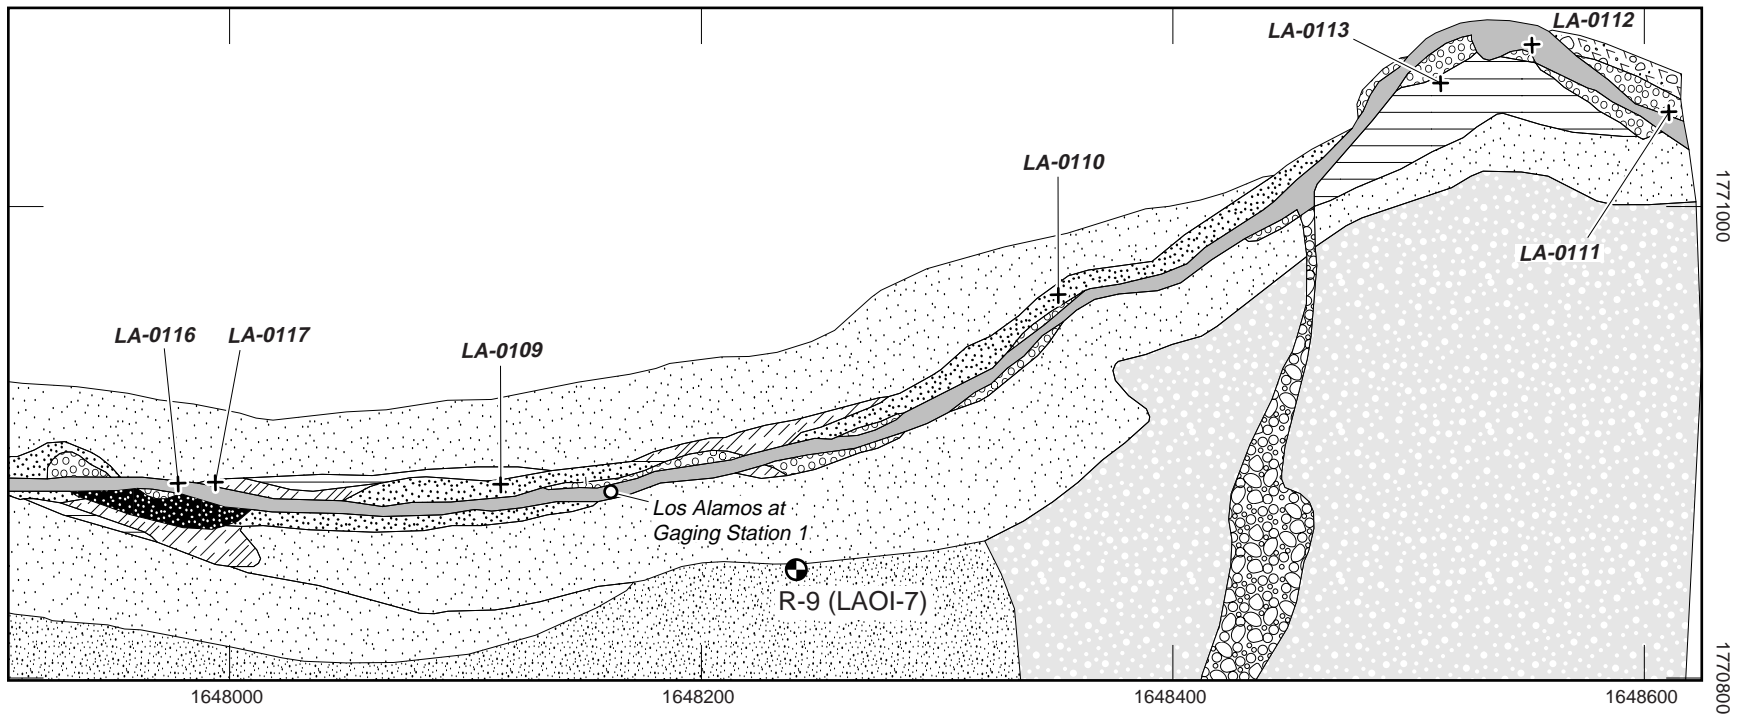 LA-0112
LA-0113
LA-0110
1771000
LA-0111
LA-0116
LA-0117
LA-0109
Los Alamos at
Gaging Station 1
R-9 (LAOI-7)
1770800
1648000
1648200
1648400
1648600